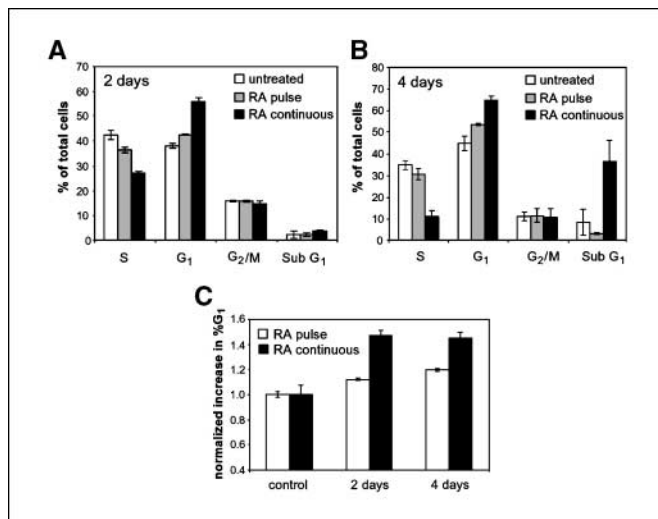 A
2 days
% of total cells
70
60
50
40
30
20
10
0
untreated
RA pulse
RA continuous
S G₁ G₂/M Sub G₁
B
4 days
% of total cells
80
70
60
50
40
30
20
10
0
untreated
RA pulse
RA continuous
S G₁ G₂/M Sub G₁
C
normalized increase in %G₁
1.6
1.4
1.2
1.0
0.8
0.6
0.4
RA pulse
RA continuous
control 2 days 4 days